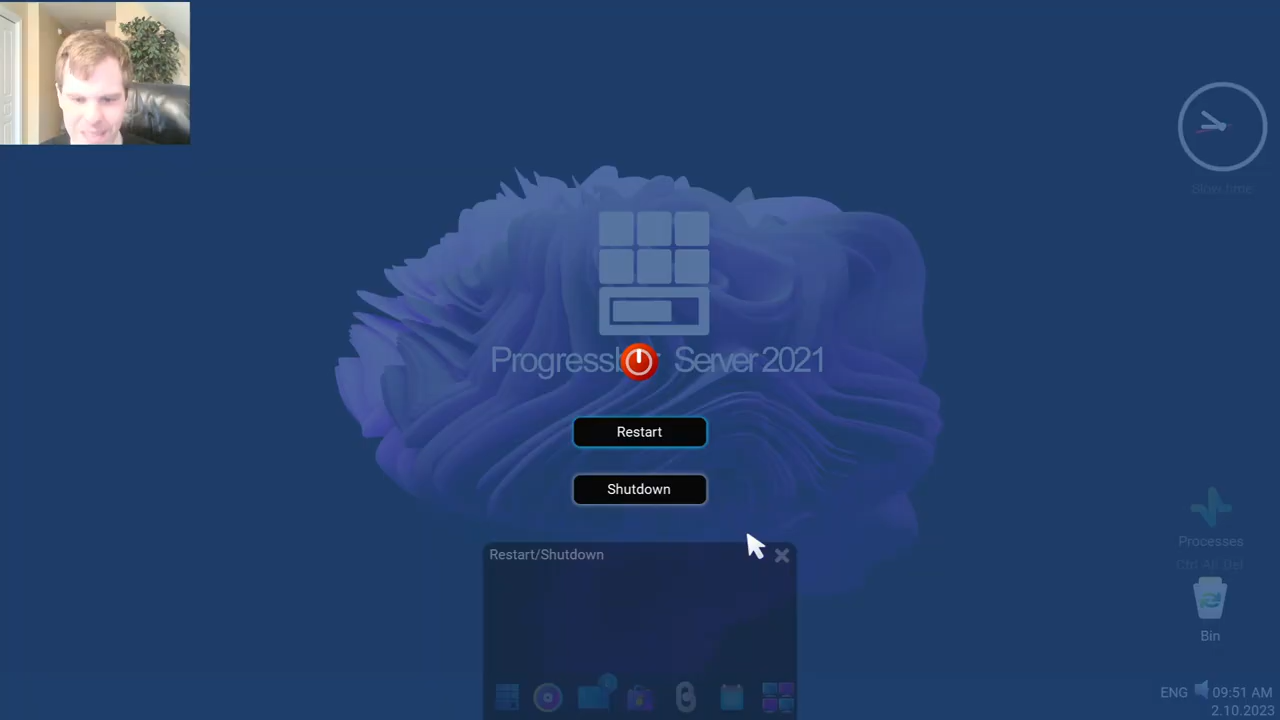 Slow time
Progressb Server 2021
Restart
Shutdown
Restart/Shutdown
Processes
Ctrl Alt Del
Bin
ENG 09:51 AM
2.10.2023